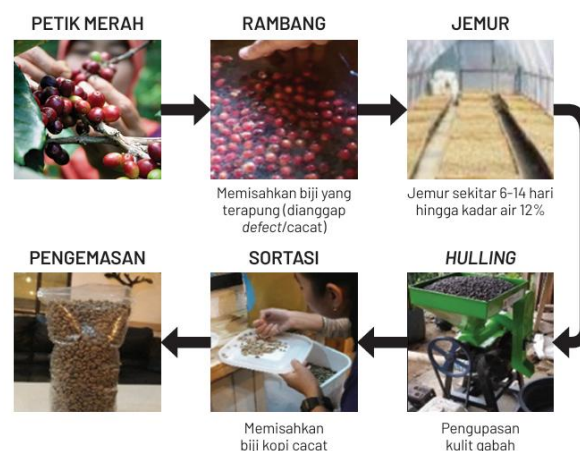 PETIK MERAH
RAMBANG
Memisahkan biji yang
terapung (dianggap
defect/cacat)
JEMUR
Jemur sekitar 6-14 hari
hingga kadar air 12%
HULLING
Pengupasan
kulit gabah
SORTASI
Memisahkan
biji kopi cacat
PENGEMASAN